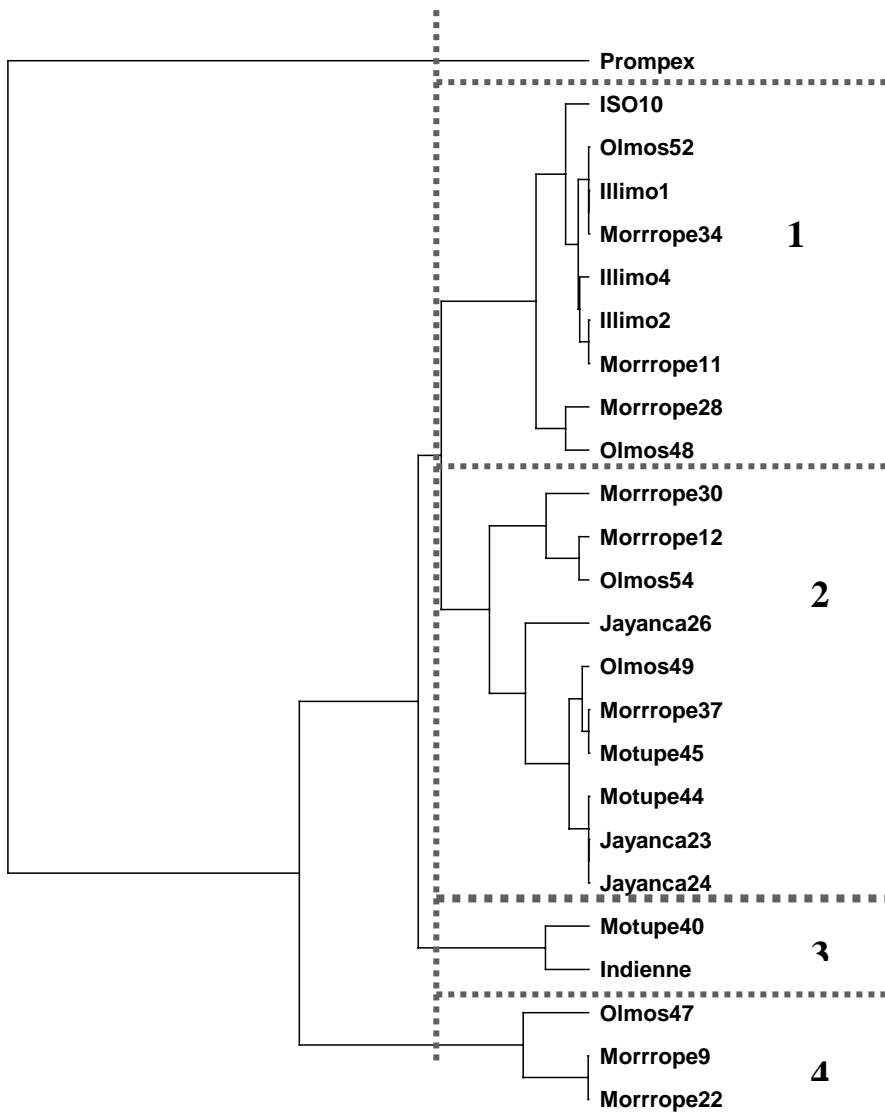 Prompex
ISO10
Olmos52
Illimo1
Morrrope34
1
Illimo4
Illimo2
Morrrope11
Morrrope28
Olmos48
Morrrope30
Morrrope12
Olmos54
2
Jayanca26
Olmos49
Morrrope37
Motupe45
Motupe44
Jayanca23
Jayanca24
Motupe40
3
Indienne
Olmos47
Morrrope9
4
Morrrope22